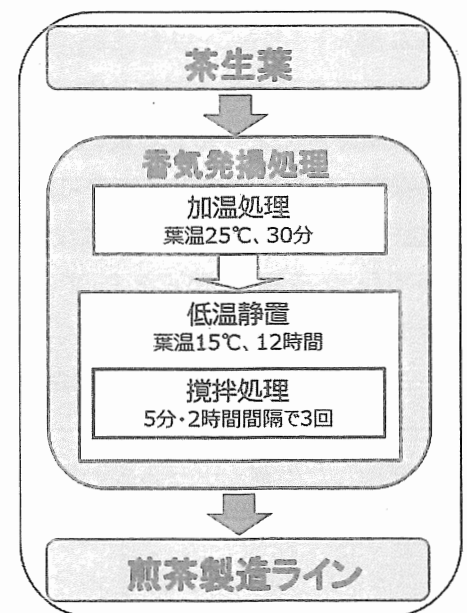 茶生葉
香気発揚処理
加温処理
葉温25℃、30分
低温静置
葉温15℃、12時間
撹拌処理
5分・2時間間隔で3回
煎茶製造ライン